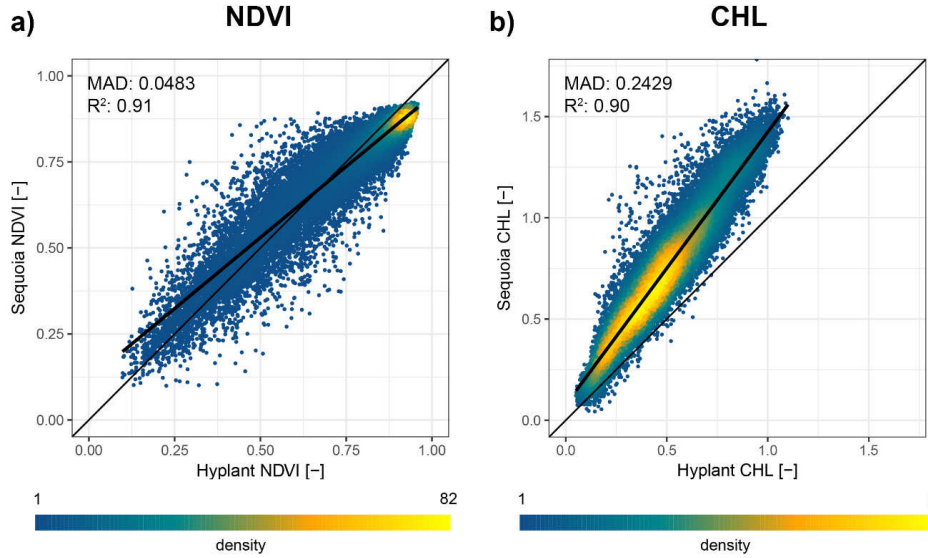 a)
NDVI
MAD: 0.0483
R²: 0.91
1.00
0.75
0.50
0.25
0.00
Sequoia NDVI [−]
0.00 0.25 0.50 0.75 1.00
Hyplant NDVI [−]
1 82
density
b)
CHL
MAD: 0.2429
R²: 0.90
1.5
1.0
0.5
0.0
Sequoia CHL [−]
0.0 0.5 1.0 1.5
Hyplant CHL [−]
1
density